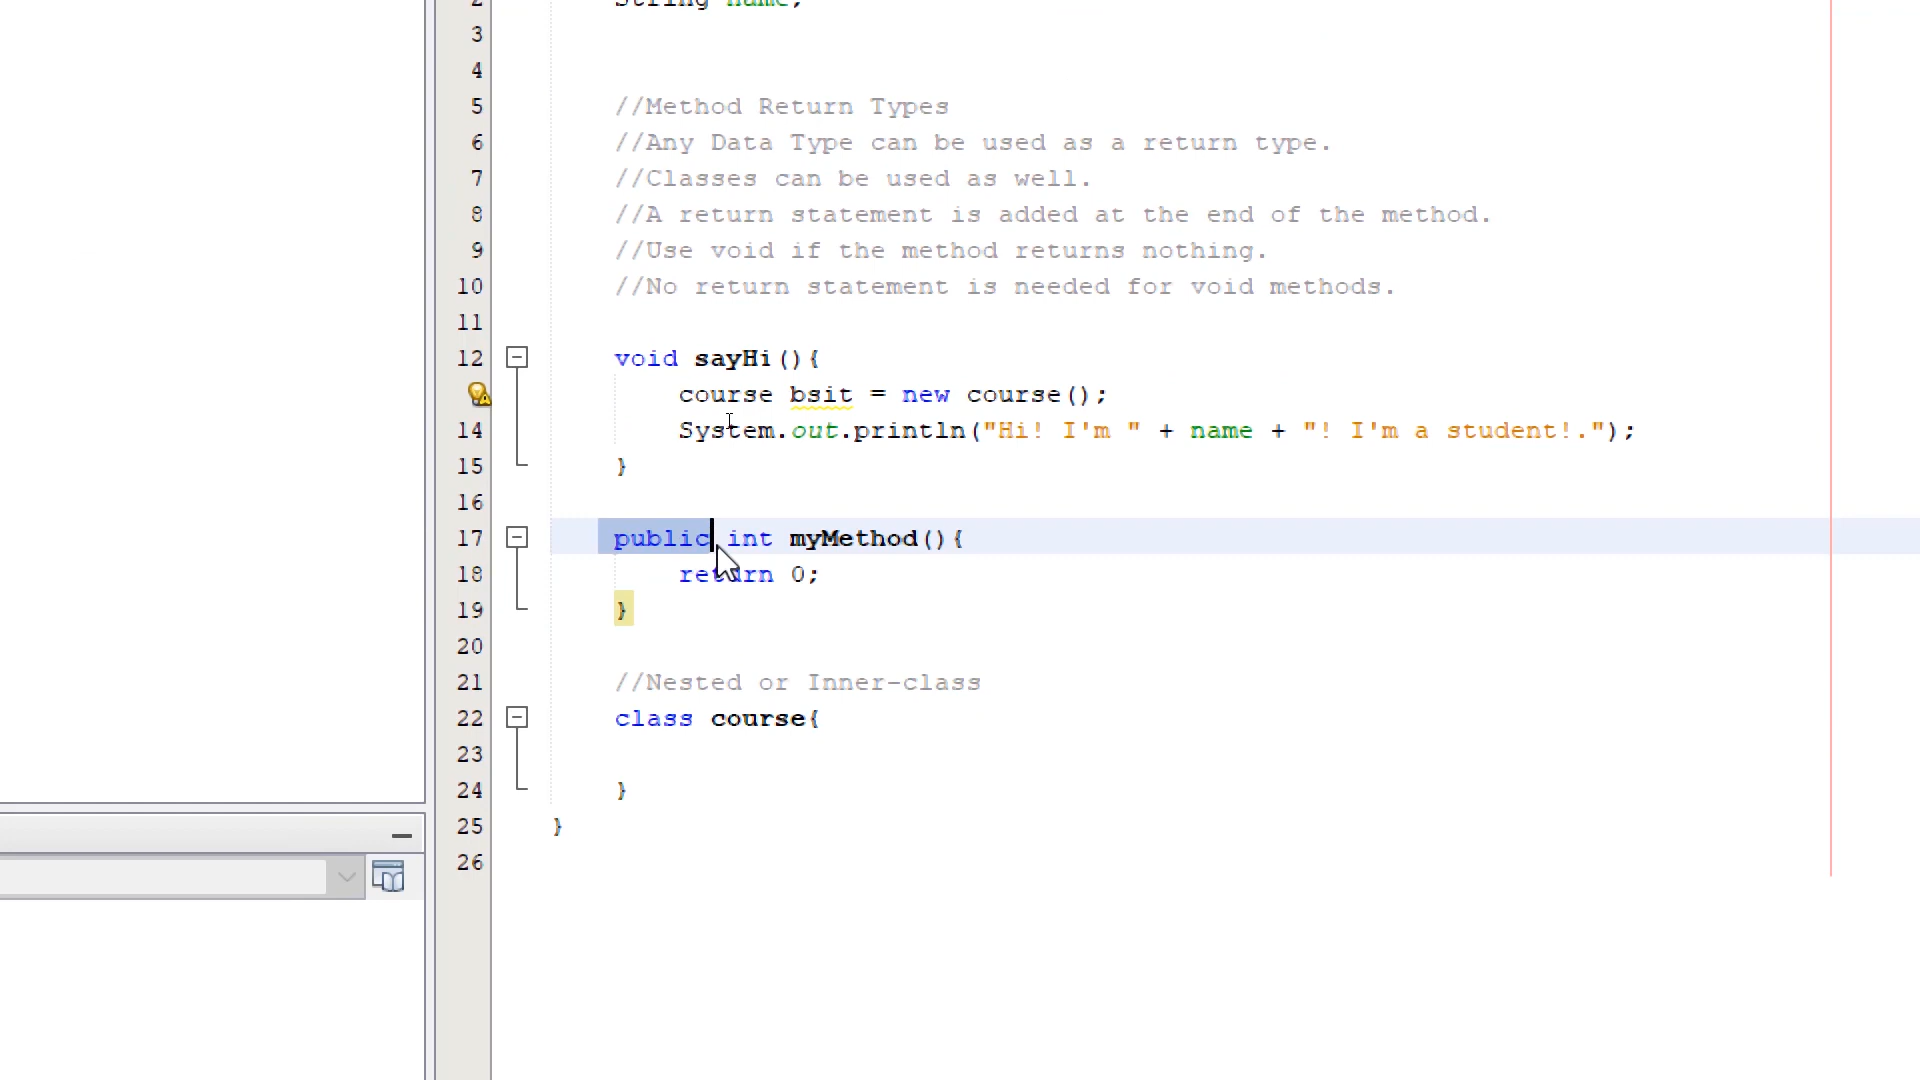 2 String name;
3
4
5 //Method Return Types
6 //Any Data Type can be used as a return type.
7 //Classes can be used as well.
8 //A return statement is added at the end of the method.
9 //Use void if the method returns nothing.
10 //No return statement is needed for void methods.
11
12 void sayHi(){
course bsit = new course();
14 System.out.println("Hi! I'm " + name + "! I'm a student!.");
15 }
16
17 public int myMethod(){
18 return 0;
19 }
20
21 //Nested or Inner-class
22 class course{
23
24 }
25 }
26